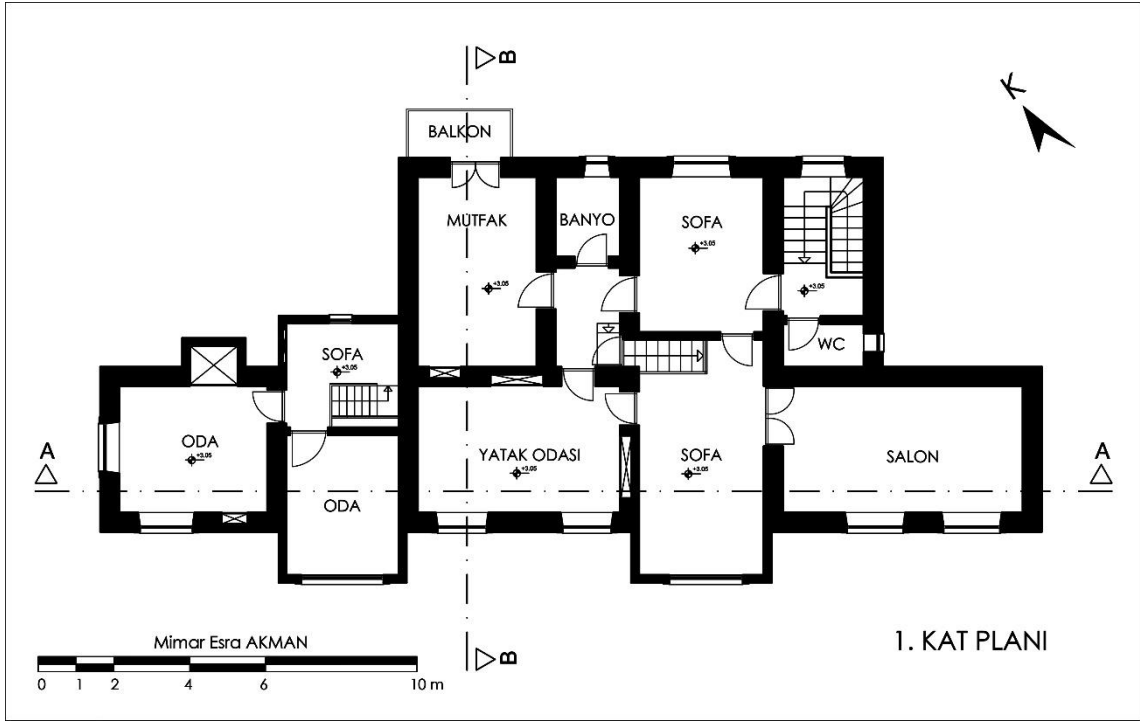 B
K
BALKON
MUTFAK
BANYO
SOFA
+3.05
+3.05
+3.05
SOFA
+3.05
WC
ODA
+3.05
YATAK ODASI
+3.05
SOFA
+3.05
SALON
A
A
ODA
Mimar Esra AKMAN
0 1 2 4 6 10 m
B
1. KAT PLANI